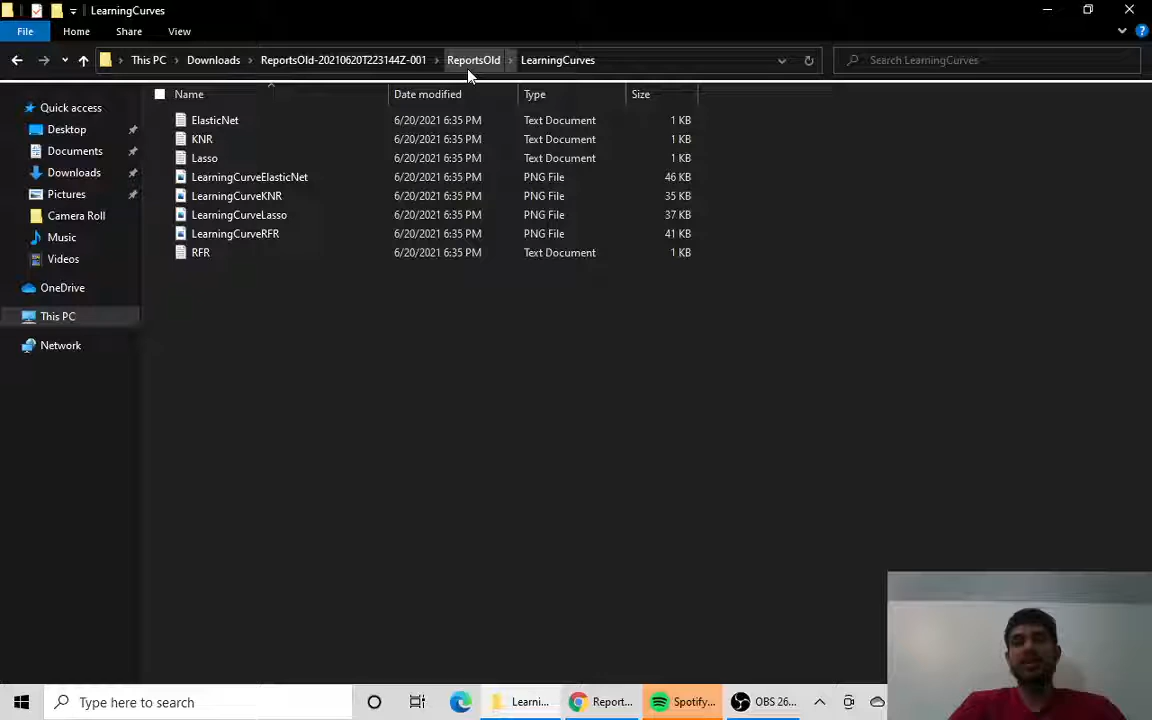 LearningCurves
File Home Share View
This PC Downloads ReportsOld-20210620T223144Z-001 ReportsOld LearningCurves Search LearningCurves
Name Date modified Type Size
Quick access
Desktop
Documents
Downloads
Pictures
Camera Roll
Music
Videos
OneDrive
This PC
Network
ElasticNet 6/20/2021 6:35 PM Text Document 1 KB
KNR 6/20/2021 6:35 PM Text Document 1 KB
Lasso 6/20/2021 6:35 PM Text Document 1 KB
LearningCurveElasticNet 6/20/2021 6:35 PM PNG File 46 KB
LearningCurveKNR 6/20/2021 6:35 PM PNG File 35 KB
LearningCurveLasso 6/20/2021 6:35 PM PNG File 37 KB
LearningCurveRFR 6/20/2021 6:35 PM PNG File 41 KB
RFR 6/20/2021 6:35 PM Text Document 1 KB
Type here to search Learni... Report... Spotify... OBS 26...